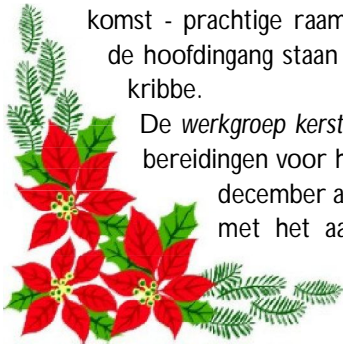 komst - prachtige raam
de hoofdingang staan
kribbe.
De werkgroep kerst
bereidingen voor h
december a
met het aa